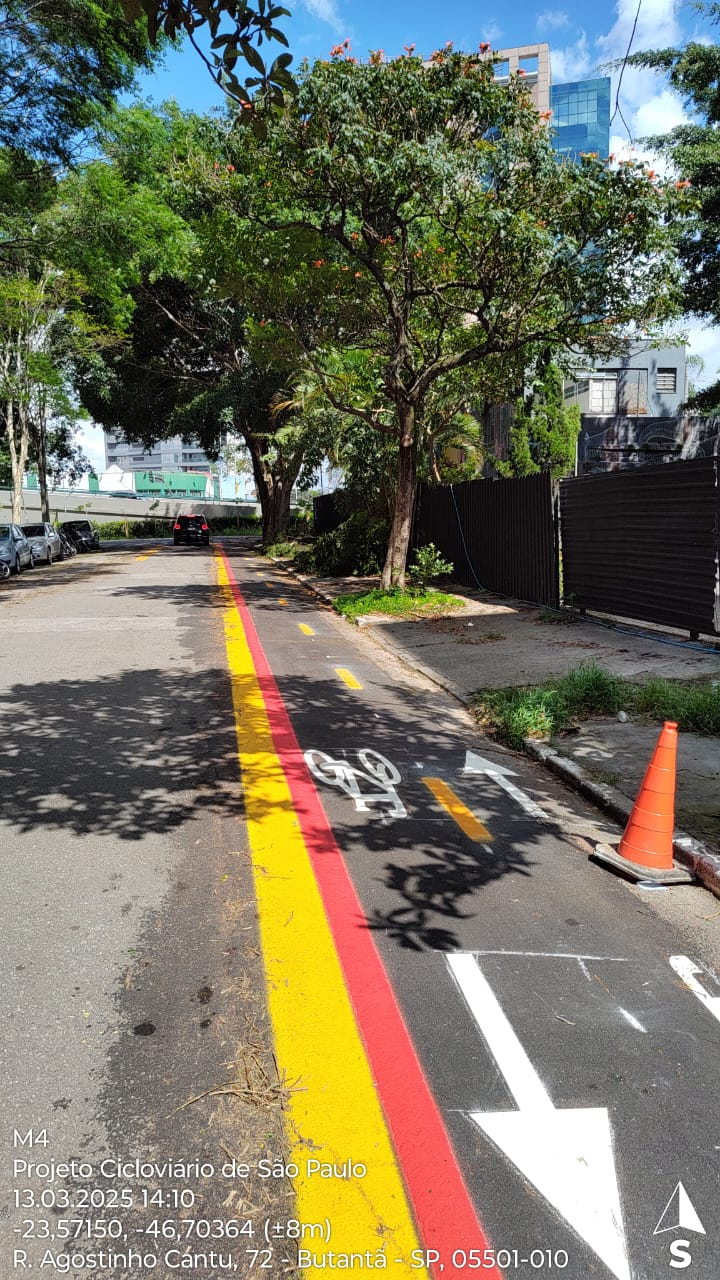 M4
Projeto Cicloviário de São Paulo
13.03.2025 14:10
-23,57150, -46,70364 (±8m)
R. Agostinho Cantu, 72 - Butantã - SP, 05501-010
S